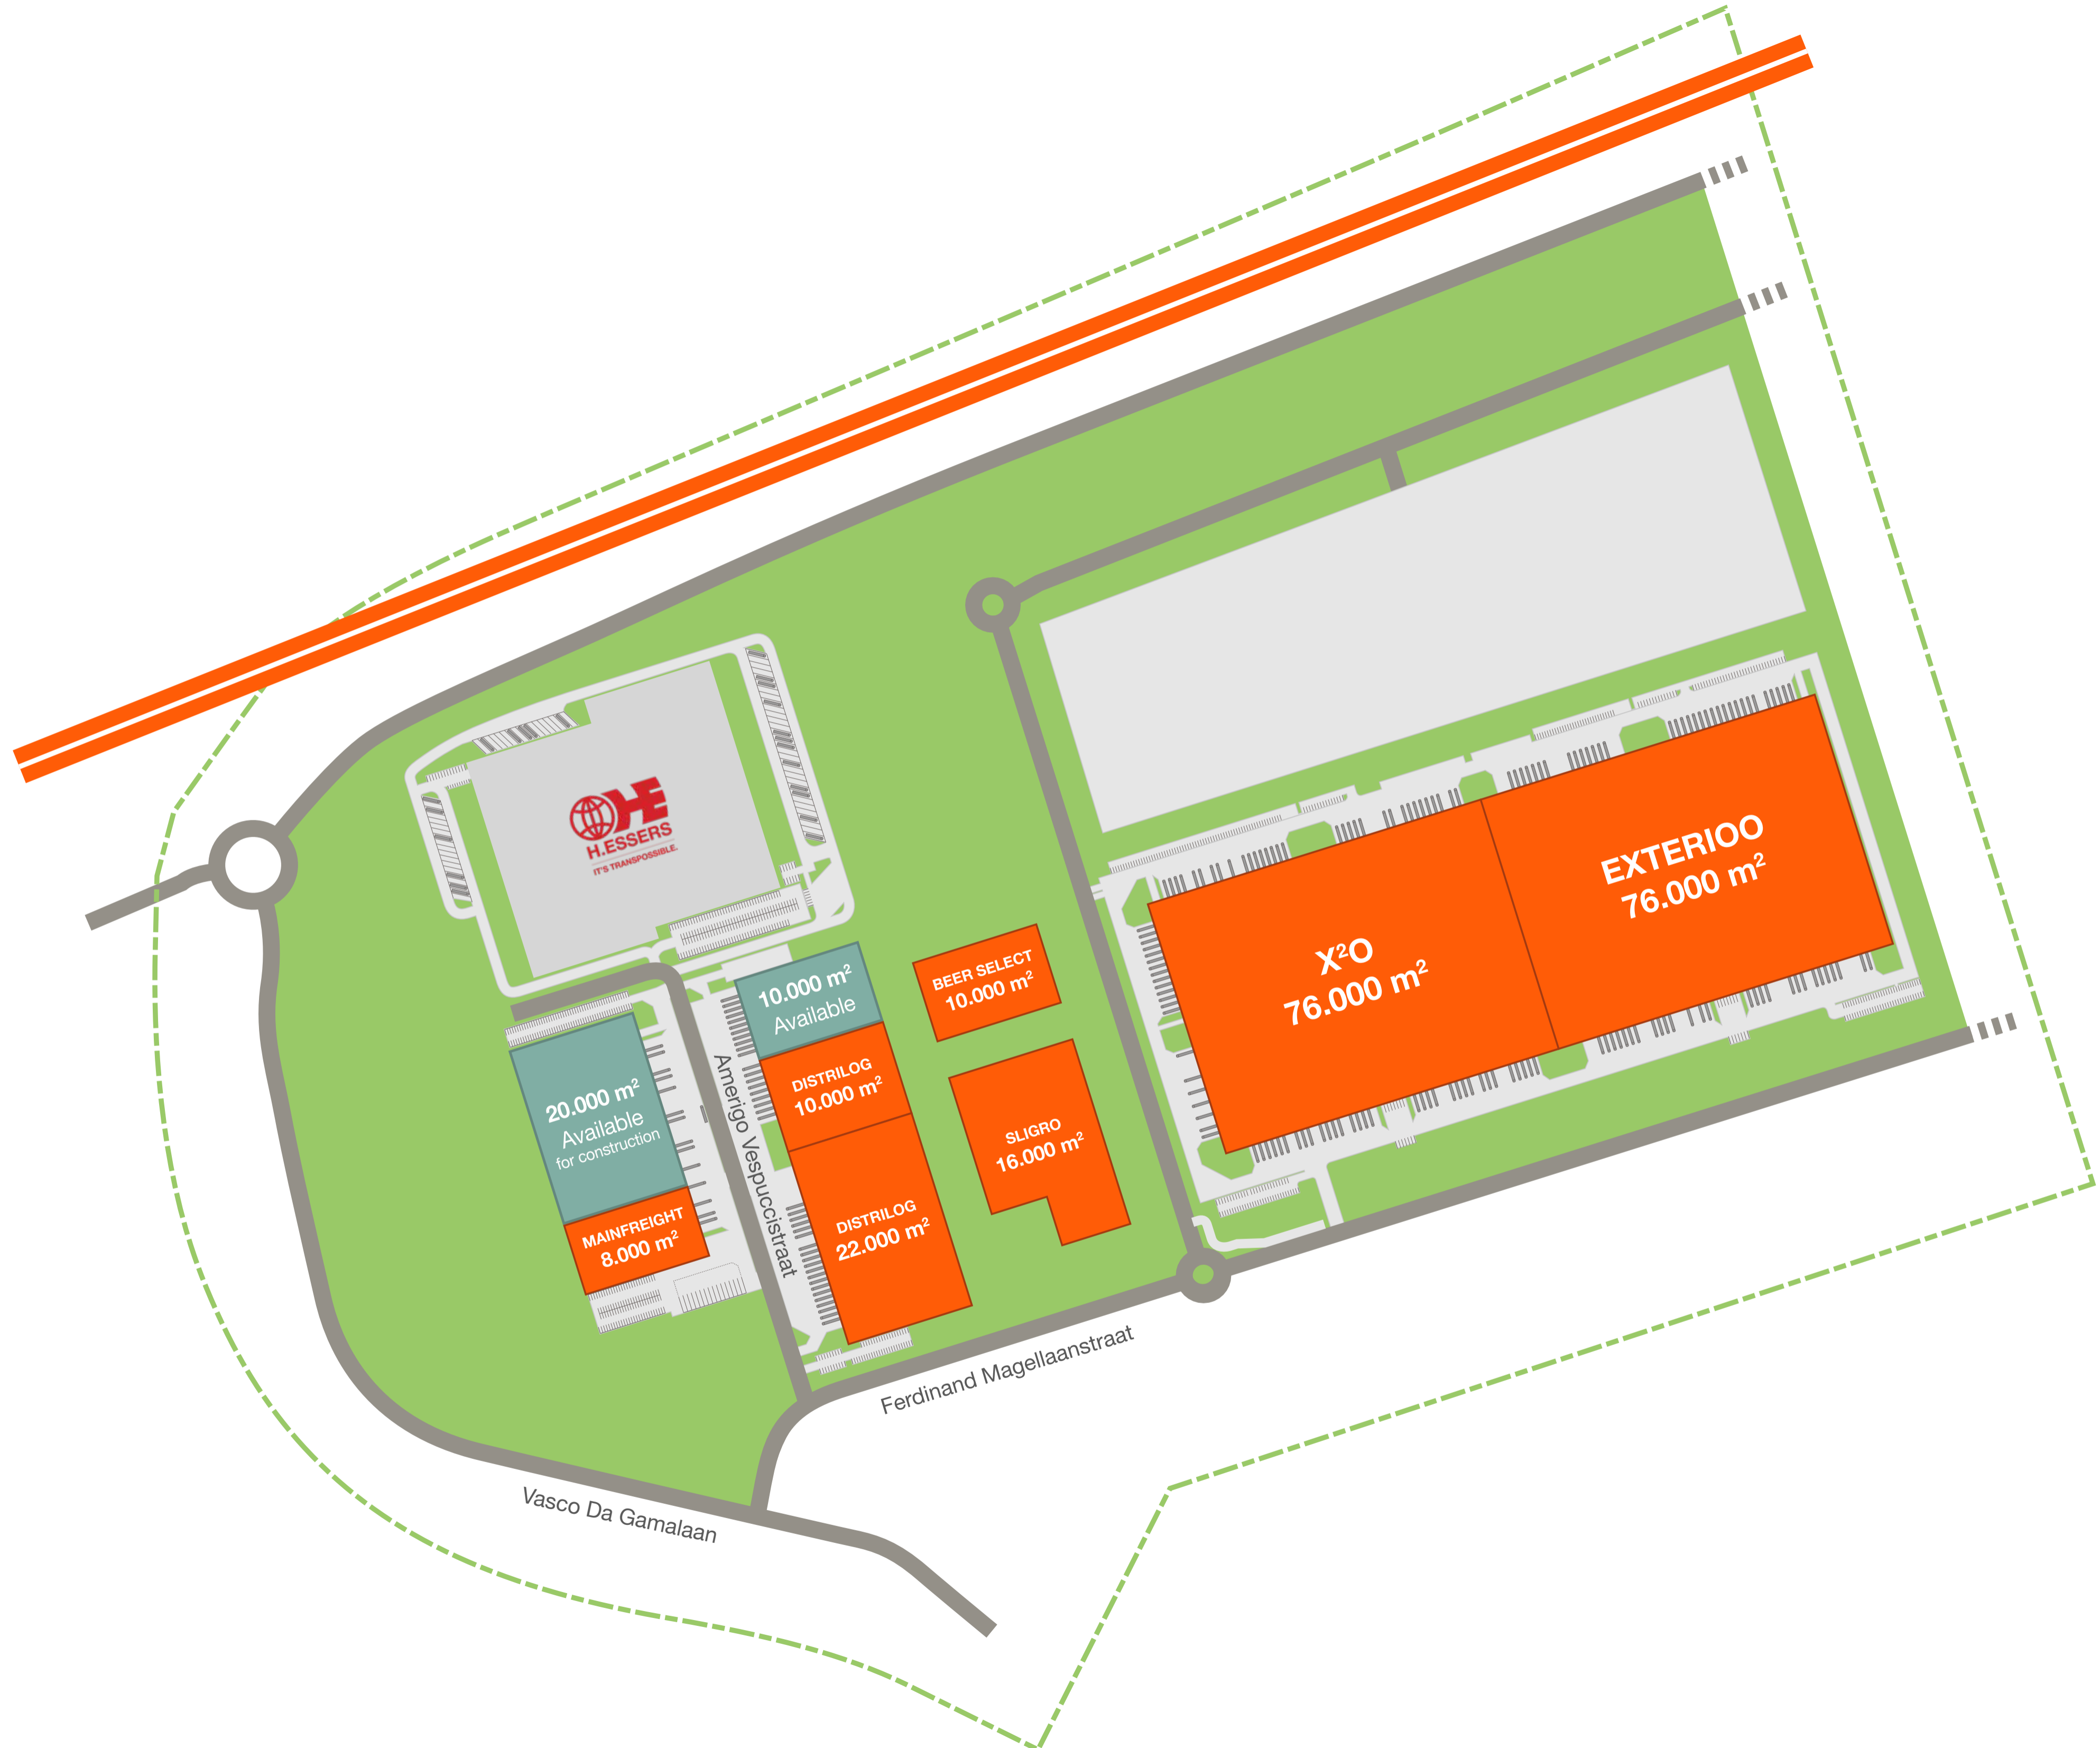 H.ESSERS
IT'S TRANSPOSSIBLE.
EXTERIOO
76.000 m²
X²O
76.000 m²
BEER SELECT
10.000 m²
10.000 m²
Available
DISTRILOG
10.000 m²
SLIGRO
16.000 m²
20.000 m²
Available
for construction
DISTRILOG
22.000 m²
MAINFREIGHT
8.000 m²
Amerigo Vespuccistraat
Ferdinand Magellaanstraat
Vasco Da Gamalaan